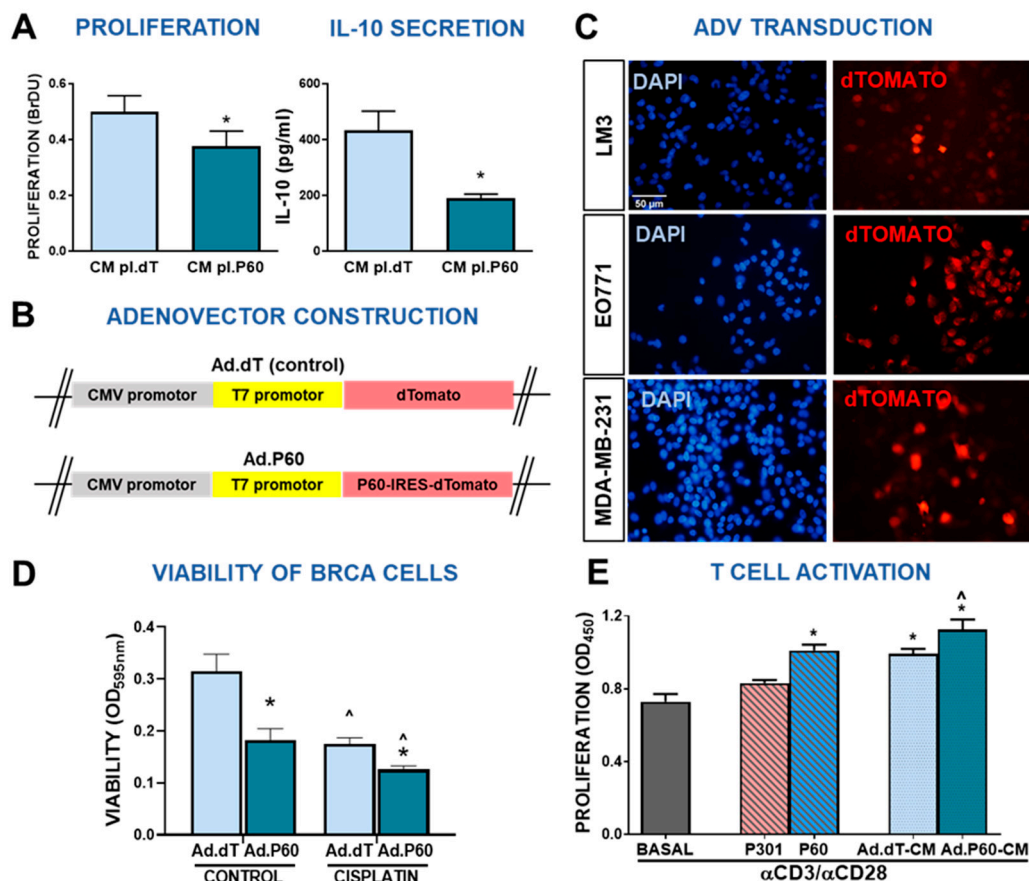 A
PROLIFERATION
IL-10 SECRETION
PROLIFERATION (BrDU)
0.6
0.4
0.2
0.0
*
CM pl.dT
CM pl.P60
IL-10 (pg/ml)
600
400
200
0
*
CM pl.dT
CM pl.P60
B
ADENOVECTOR CONSTRUCTION
Ad.dT (control)
CMV promotor
T7 promotor
dTomato
Ad.P60
CMV promotor
T7 promotor
P60-IRES-dTomato
C
ADV TRANSDUCTION
LM3
DAPI
50 µm
dTOMATO
EO771
DAPI
dTOMATO
MDA-MB-231
DAPI
dTOMATO
D
VIABILITY OF BRCA CELLS
VIABILITY (OD595nm)
0.4
0.3
0.2
0.1
0.0
*
^
^
*
Ad.dT Ad.P60
Ad.dT Ad.P60
CONTROL
CISPLATIN
E
T CELL ACTIVATION
PROLIFERATION (OD450)
1.2
0.8
0.4
0.0
*
*
^
*
BASAL
P301
P60
Ad.dT-CM
Ad.P60-CM
αCD3/αCD28